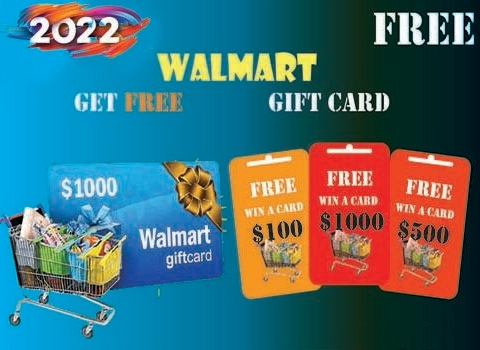 2022
FREE
WALMART
GET FREE GIFT CARD
$1000
Walmart
giftcard
FREE
WIN A CARD
$100
FREE
WIN A CARD
$1000
FREE
WIN A CARD
$500